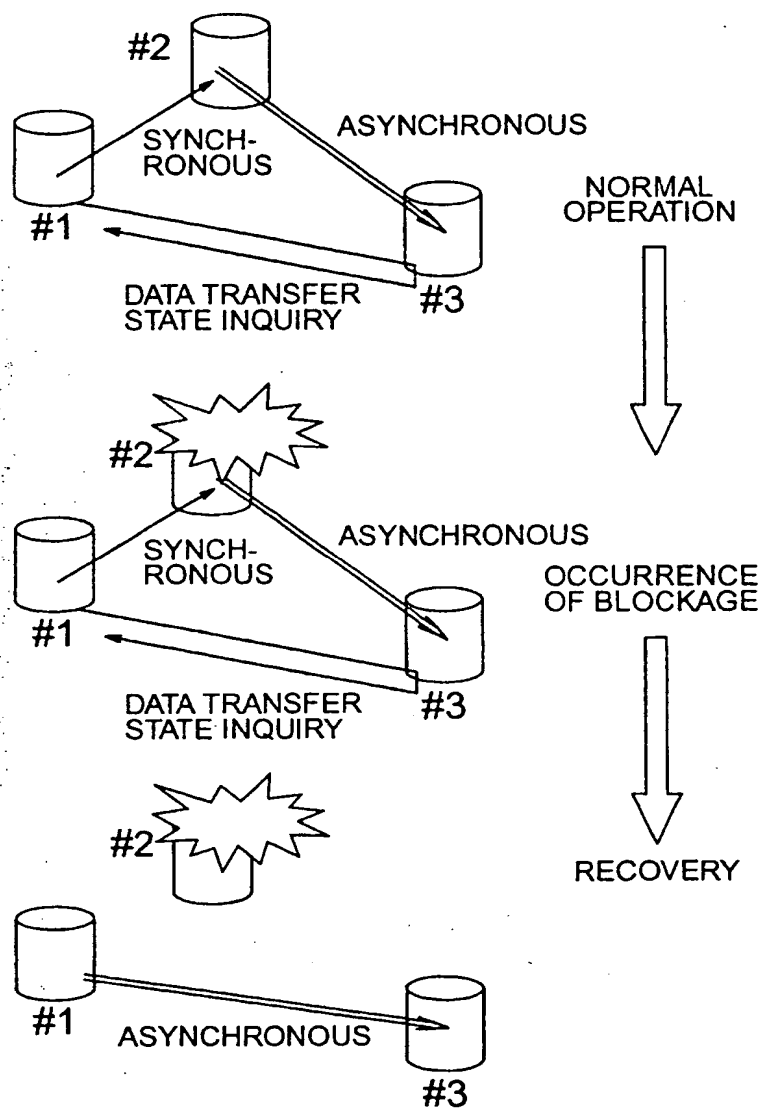 #2
SYNCH-
RONOUS
ASYNCHRONOUS
#1
#3
DATA TRANSFER
STATE INQUIRY
NORMAL
OPERATION
#2
SYNCH-
RONOUS
ASYNCHRONOUS
#1
#3
DATA TRANSFER
STATE INQUIRY
OCCURRENCE
OF BLOCKAGE
#2
RECOVERY
#1
ASYNCHRONOUS
#3